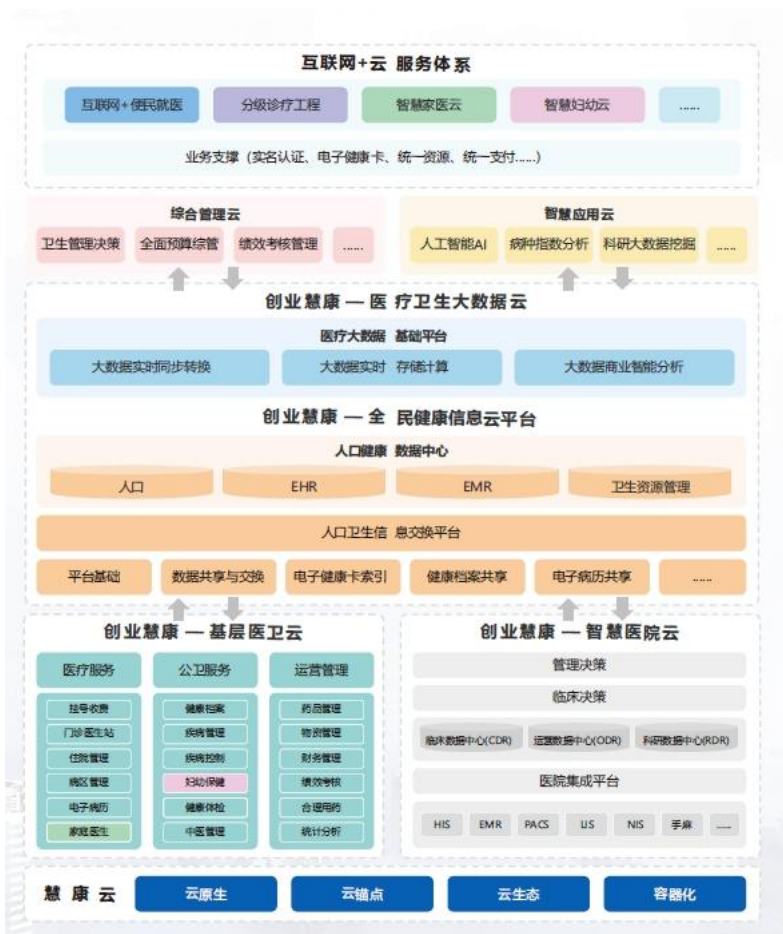 互联网+云 服务体系
互联网+便民就医 分级诊疗工程 智慧家医云 智慧妇幼云 ......
业务支撑（实名认证、电子健康卡、统一资源、统一支付......）
综合管理云
卫生管理决策 全面预算综管 绩效考核管理 ......
智慧应用云
人工智能AI 病种指数分析 科研大数据挖掘 ......
创业慧康 — 医 疗卫生大数据云
医疗大数据 基础平台
大数据实时同步转换 大数据实时 存储计算 大数据商业智能分析
创业慧康 — 全 民健康信息云平台
人口健康 数据中心
人口 EHR EMR 卫生资源管理
人口卫生信 息交换平台
平台基础 数据共享与交换 电子健康卡索引 健康档案共享 电子病历共享 ......
创业慧康 — 基层医卫云
医疗服务 公卫服务 运营管理
挂号收费 健康档案 药品管理
门诊医生站 疾病管理 物资管理
住院管理 疾病控制 财务管理
病区管理 妇幼保健 绩效考核
电子病历 健康体检 合理用药
家庭医生 中医管理 统计分析
创业慧康 — 智慧医院云
管理决策
临床决策
临床数据中心(CDR) 运营数据中心(ODR) 科研数据中心(RDR)
医院集成平台
HIS EMR PACS LIS NIS 手麻 ......
慧 康 云 云原生 云锚点 云生态 容器化